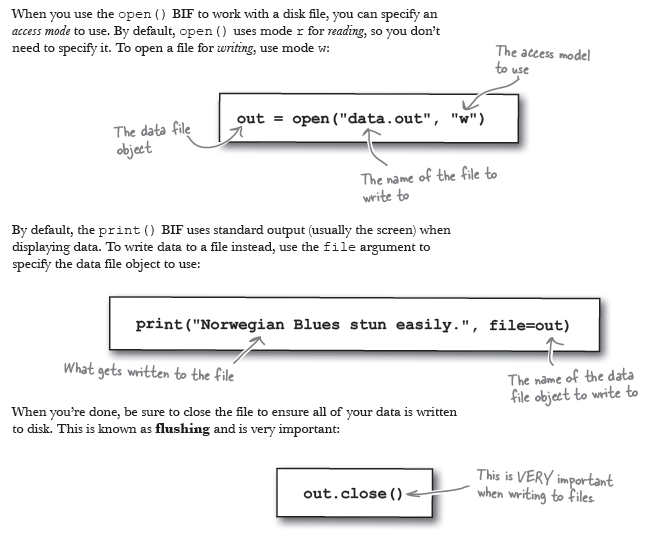 When you use the open() BIF to work with a disk file, you can specify an
access mode to use. By default, open() uses mode r for reading, so you don't
need to specify it. To open a file for writing, use mode w:
The access model
to use
out = open("data.out", "w")
The data file
object
The name of the file to
write to
By default, the print() BIF uses standard output (usually the screen) when
displaying data. To write data to a file instead, use the file argument to
specify the data file object to use:
print("Norwegian Blues stun easily.", file=out)
What gets written to the file
The name of the data
file object to write to
When you're done, be sure to close the file to ensure all of your data is written
to disk. This is known as flushing and is very important:
out.close()
This is VERY important
when writing to files.